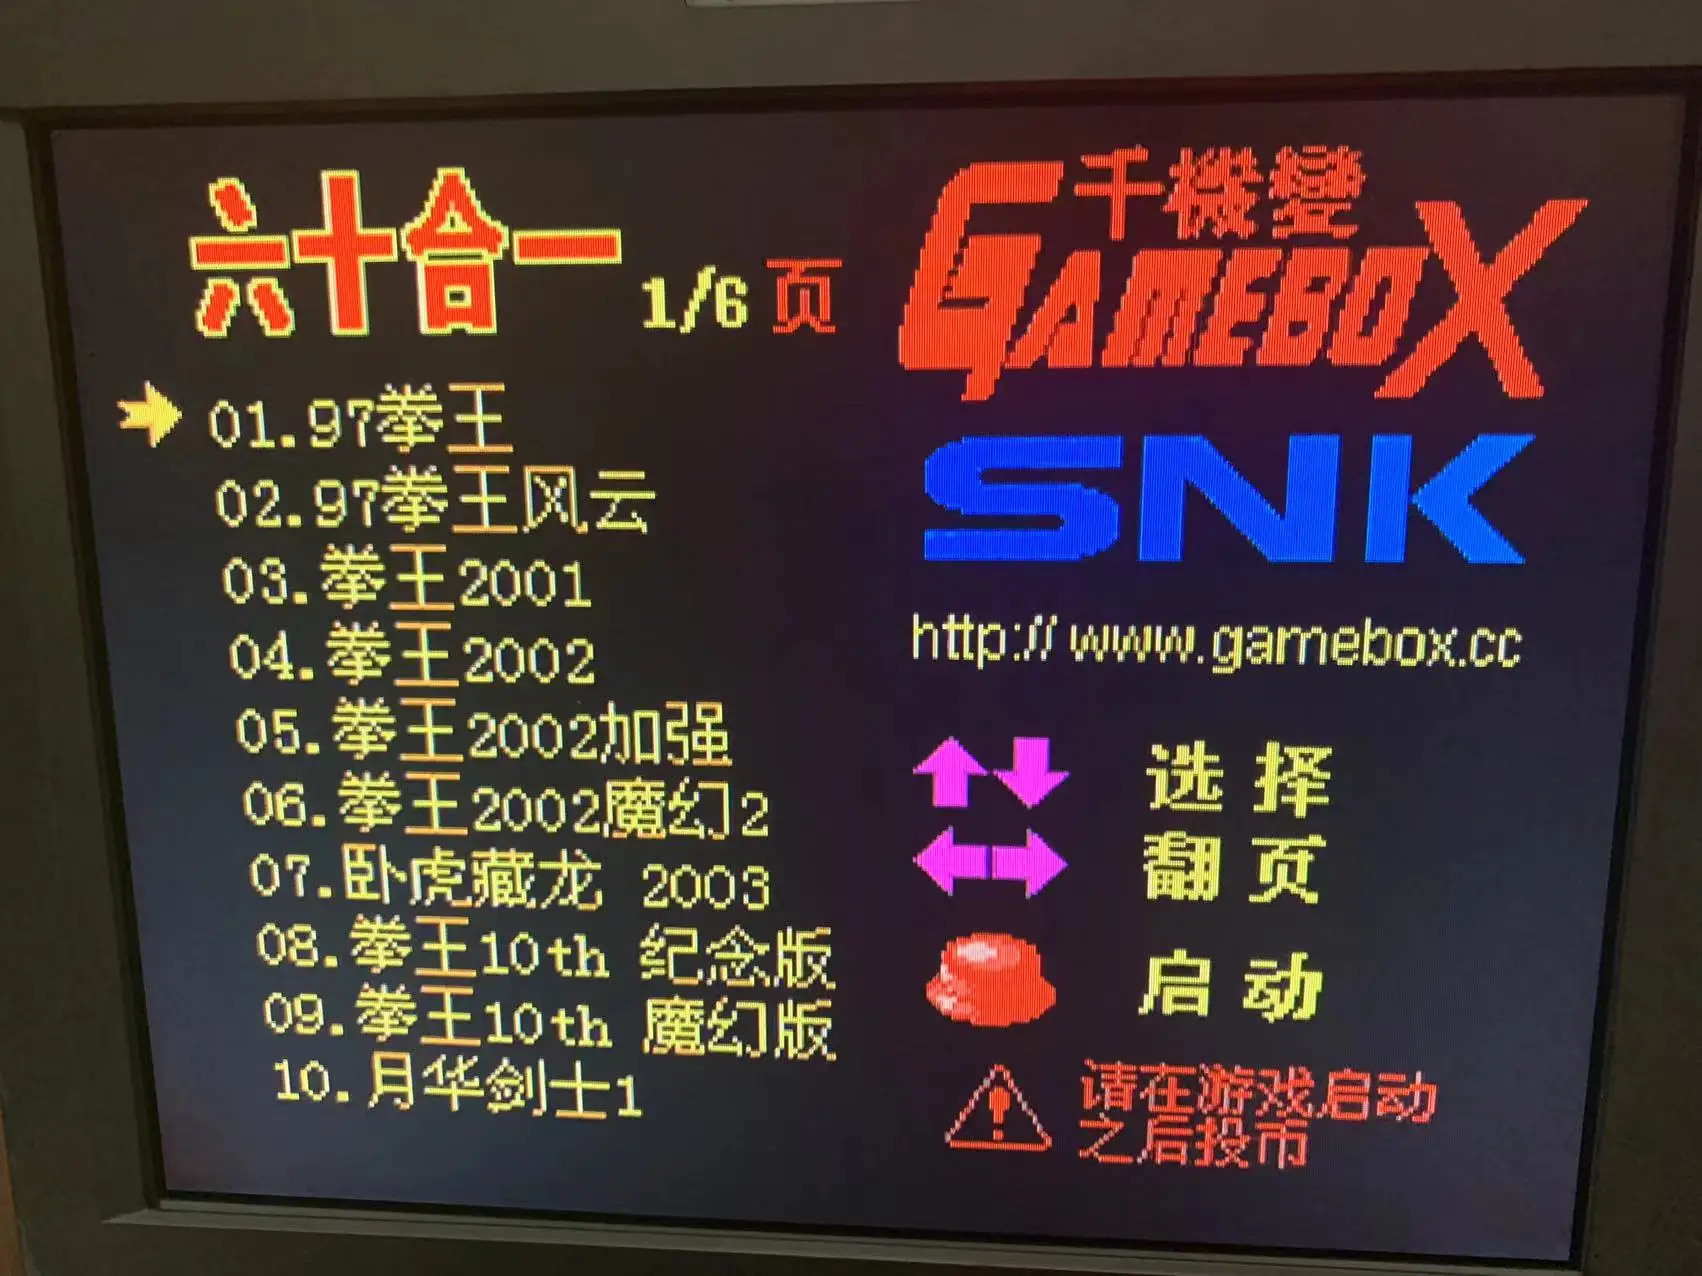 六十合一 1/6 页
01.97拳王
02.97拳王风云
03.拳王2001
04.拳王2002
05.拳王2002加强
06.拳王2002魔幻2
07.卧虎藏龙 2003
08.拳王10th 纪念版
09.拳王10th 魔幻版
10.月华剑士1
千機變
GAMEBOX
SNK
http://www.gamebox.cc
选择
翻页
启动
请在游戏启动
之后投币